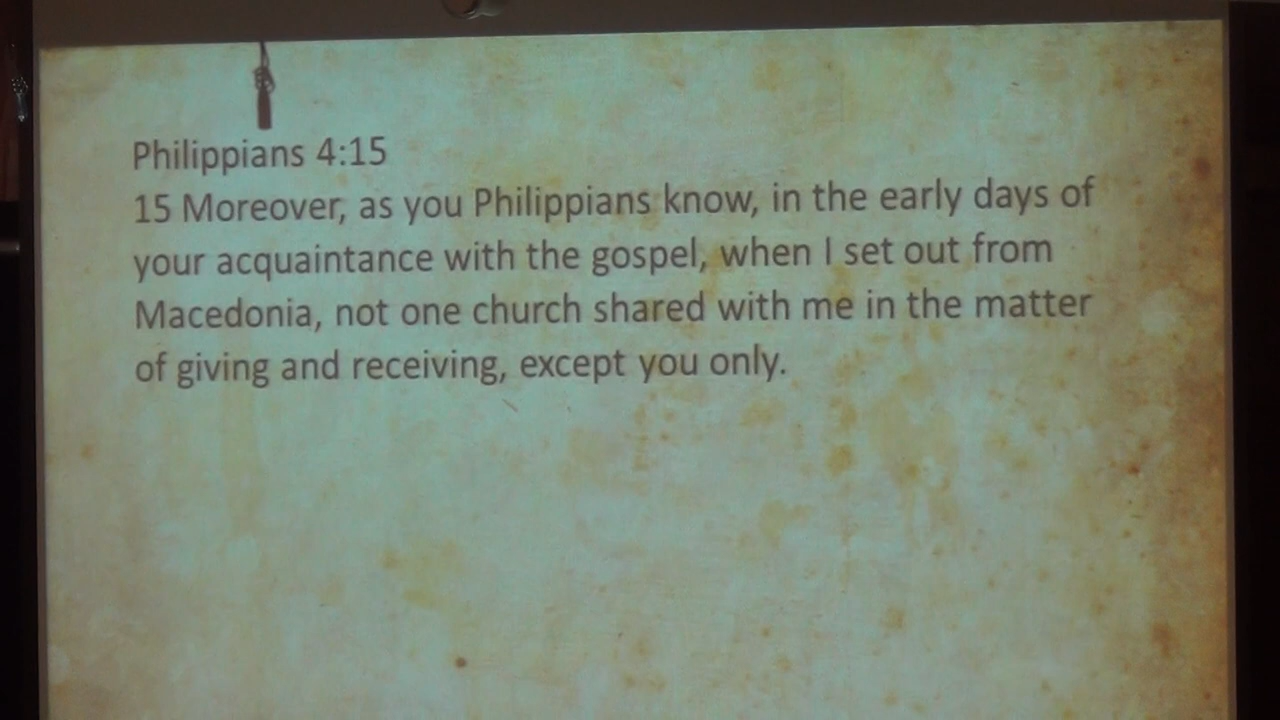 Philippians 4:15
15 Moreover, as you Philippians know, in the early days of
your acquaintance with the gospel, when I set out from
Macedonia, not one church shared with me in the matter
of giving and receiving, except you only.